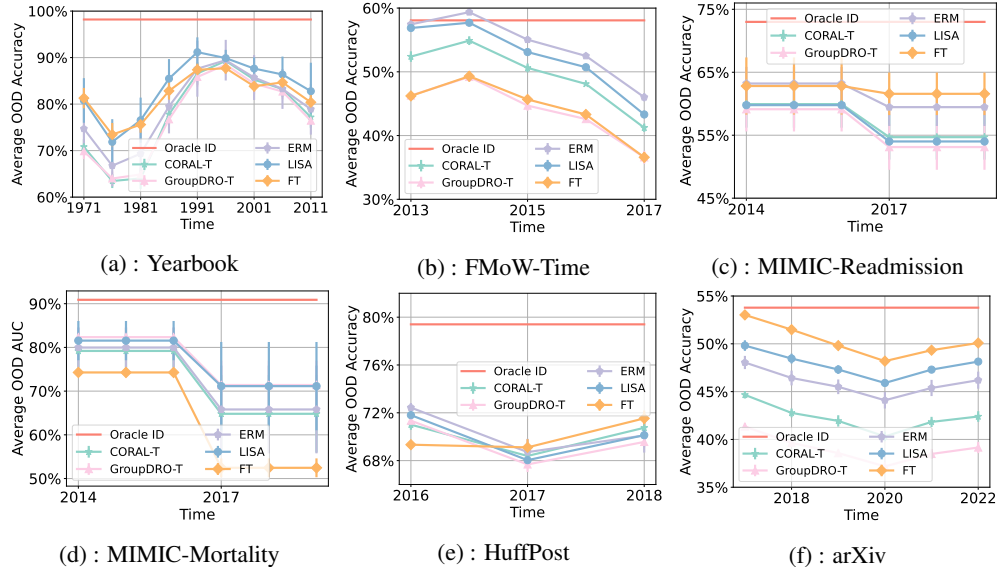 100%
90%
80%
70%
60%
Average OOD Accuracy
Oracle ID
CORAL-T
GroupDRO-T
ERM
LISA
FT
1971 1981 1991 2001 2011
Time
(a) : Yearbook
60%
50%
40%
30%
Average OOD Accuracy
Oracle ID
CORAL-T
GroupDRO-T
ERM
LISA
FT
2013 2015 2017
Time
(b) : FMoW-Time
75%
65%
55%
45%
Average OOD Accuracy
Oracle ID
CORAL-T
GroupDRO-T
ERM
LISA
FT
2014 2017
Time
(c) : MIMIC-Readmission
90%
80%
70%
60%
50%
Average OOD AUC
Oracle ID
CORAL-T
GroupDRO-T
ERM
LISA
FT
2014 2017
Time
(d) : MIMIC-Mortality
80%
76%
72%
68%
Average OOD Accuracy
Oracle ID
CORAL-T
GroupDRO-T
ERM
LISA
FT
2016 2017 2018
Time
(e) : HuffPost
55%
50%
45%
40%
35%
Average OOD Accuracy
Oracle ID
CORAL-T
GroupDRO-T
ERM
LISA
FT
2018 2020 2022
Time
(f) : arXiv